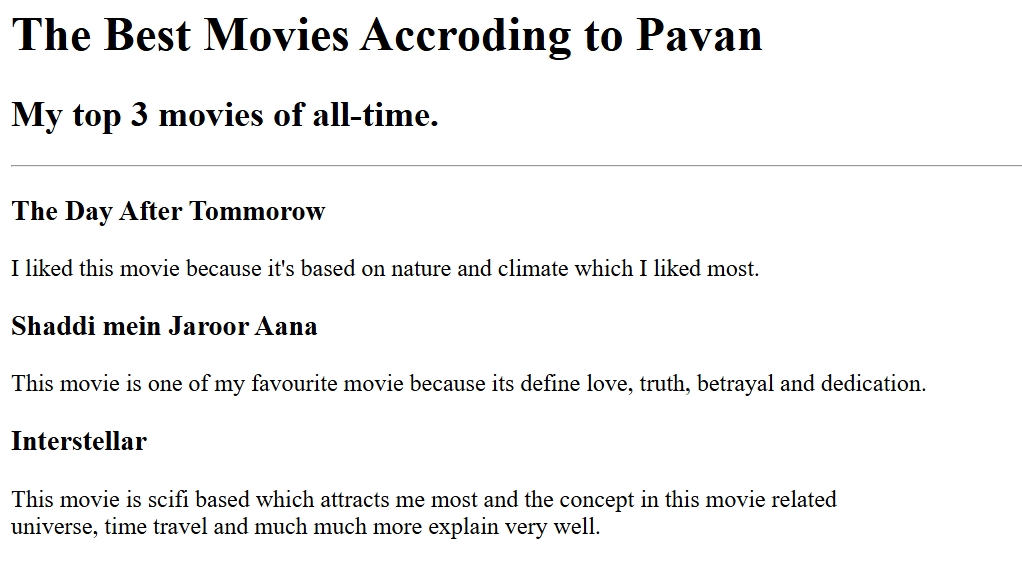 The Best Movies Accroding to Pavan
My top 3 movies of all-time.
The Day After Tommorow
I liked this movie because it's based on nature and climate which I liked most.
Shaddi mein Jaroor Aana
This movie is one of my favourite movie because its define love, truth, betrayal and dedication.
Interstellar
This movie is scifi based which attracts me most and the concept in this movie related
universe, time travel and much much more explain very well.